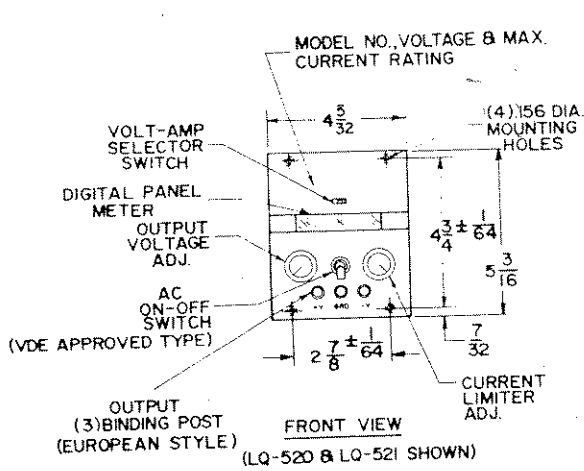 MODEL NO., VOLTAGE & MAX.
CURRENT RATING
4 5/32
(4).156 DIA.
MOUNTING
HOLES
VOLT-AMP
SELECTOR
SWITCH
DIGITAL PANEL
METER
OUTPUT
VOLTAGE
ADJ.
4 3/4 ± 1/64
5 3/16
AC
ON-OFF
SWITCH
(VDE APPROVED TYPE)
+V GRD -V
2 7/8 ± 1/64
7/32
CURRENT
LIMITER
ADJ.
OUTPUT
(3) BINDING POST
(EUROPEAN STYLE)
FRONT VIEW
(LQ-520 & LQ-521 SHOWN)